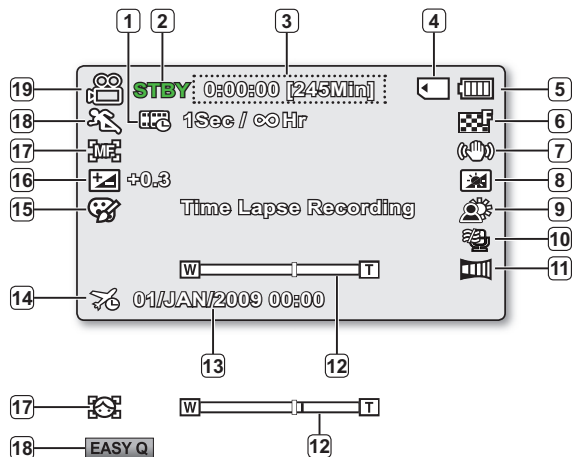 1 2 3 4
19 STBY 0:00:00 [245Min] 5
18 1Sec / ∞ Hr F 6
17 MF 7
16 +0.3 8
15 Time Lapse Recording 9
10
W T 11
14 01/JAN/2009 00:00 12
13 12
17 W T
18 EASY Q 12